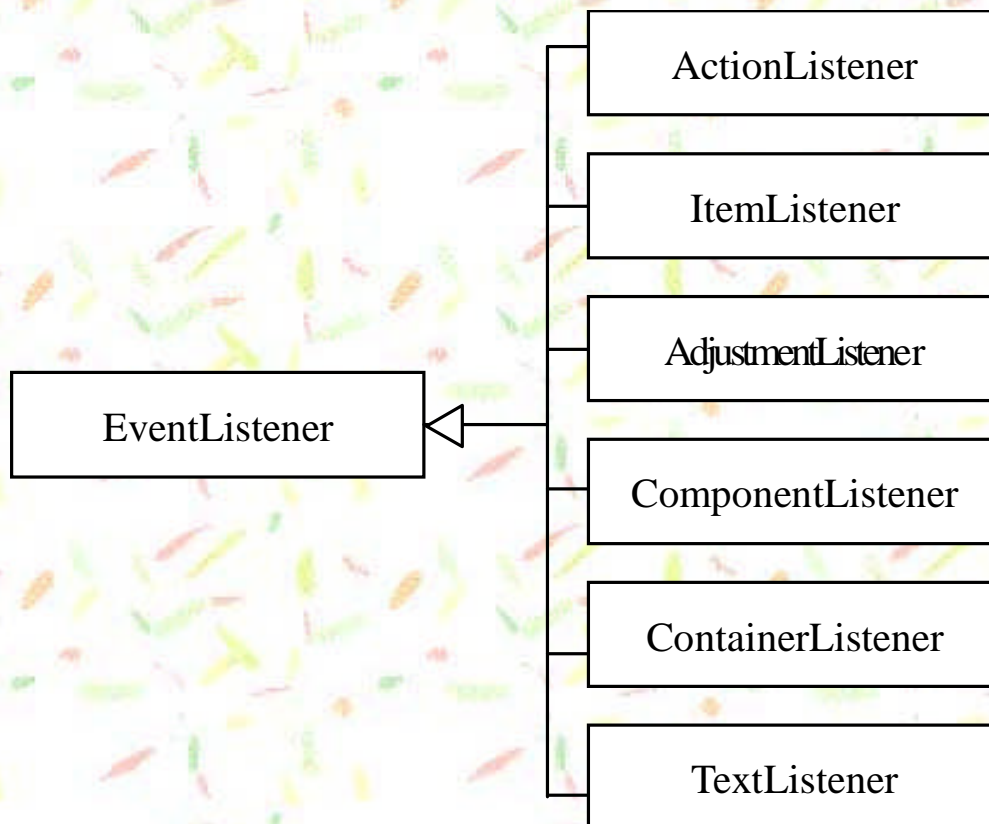 ActionListener
ItemListener
AdjustmentListener
EventListener
ComponentListener
ContainerListener
TextListener